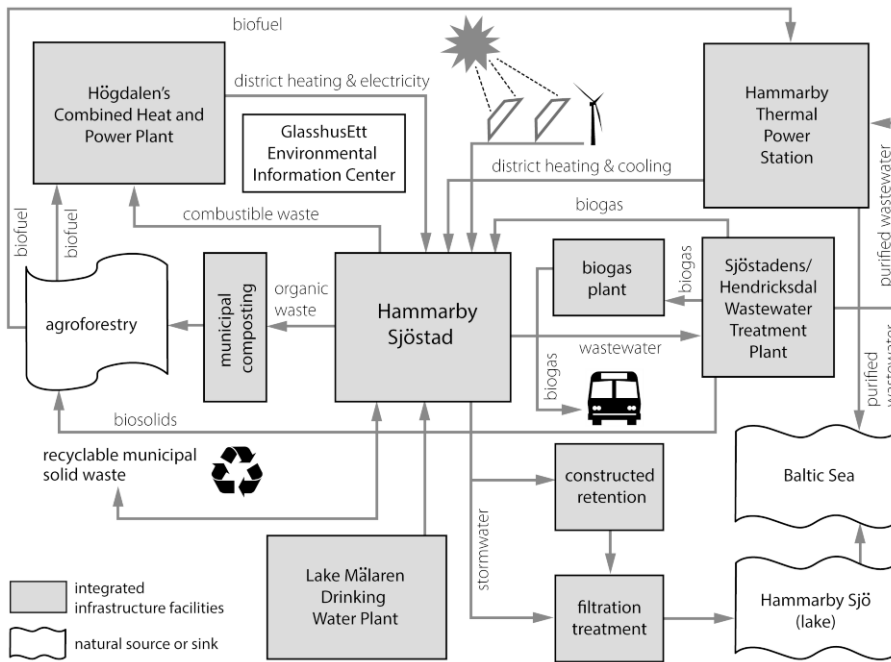 biofuel
Högdalen's
Combined Heat and
Power Plant
district heating & electricity
GlasshusEtt
Environmental
Information Center
Hammarby
Thermal
Power
Station
district heating & cooling
purified wastewater
combustible waste
biogas
biofuel
biofuel
agroforestry
municipal
composting
organic
waste
Hammarby
Sjöstad
biogas
plant
biogas
Sjöstadens/
Hendricksdal
Wastewater
Treatment
Plant
wastewater
biogas
purified
wastewater
biosolids
recyclable municipal
solid waste
constructed
retention
Baltic Sea
stormwater
Lake Mälaren
Drinking
Water Plant
filtration
treatment
Hammarby Sjö
(lake)
integrated
infrastructure facilities
natural source or sink